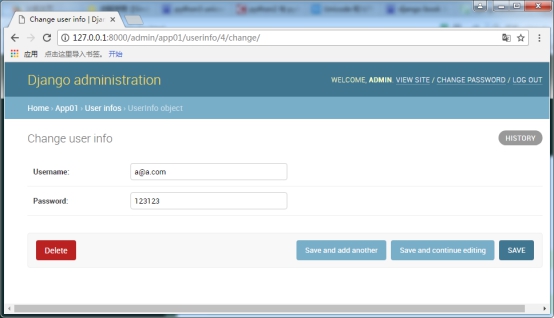 Change user info | Djan
127.0.0.1:8000/admin/app01/userinfo/4/change/
应用 点击这里导入书签。 开始
Django administration
WELCOME, ADMIN. VIEW SITE / CHANGE PASSWORD / LOG OUT
Home › App01 › User infos › UserInfo object
Change user info
HISTORY
Username: a@a.com
Password: 123123
Delete
Save and add another
Save and continue editing
SAVE